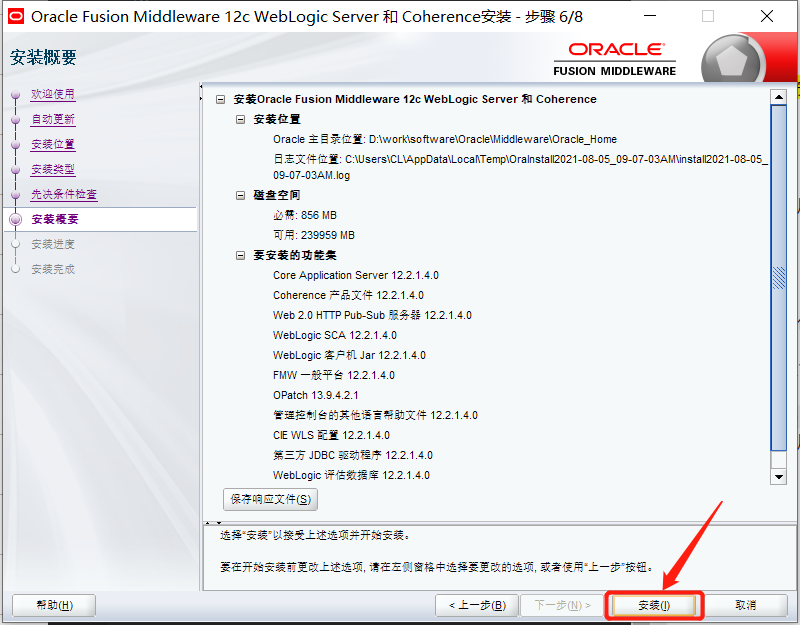 Oracle Fusion Middleware 12c WebLogic Server 和 Coherence安装 - 步骤 6/8
安装概要
ORACLE
FUSION MIDDLEWARE
欢迎使用
自动更新
安装位置
安装类型
先决条件检查
安装概要
安装进度
安装完成
安装Oracle Fusion Middleware 12c WebLogic Server 和 Coherence
安装位置
Oracle 主目录位置: D:\work\software\Oracle\Middleware\Oracle_Home
日志文件位置: C:\Users\CL\AppData\Local\Temp\OraInstall2021-08-05_09-07-03AM\install2021-08-05_
09-07-03AM.log
磁盘空间
必需: 856 MB
可用: 239959 MB
要安装的功能集
Core Application Server 12.2.1.4.0
Coherence 产品文件 12.2.1.4.0
Web 2.0 HTTP Pub-Sub 服务器 12.2.1.4.0
WebLogic SCA 12.2.1.4.0
WebLogic 客户机 Jar 12.2.1.4.0
FMW 一般平台 12.2.1.4.0
OPatch 13.9.4.2.1
管理控制台的其他语言帮助文件 12.2.1.4.0
CIE WLS 配置 12.2.1.4.0
第三方 JDBC 驱动程序 12.2.1.4.0
WebLogic 评估数据库 12.2.1.4.0
保存响应文件(S)
选择“安装”以接受上述选项并开始安装。
要在开始安装前更改上述选项, 请在左侧窗格中选择要更改的选项, 或者使用“上一步”按钮。
帮助(H)
< 上一步(B)
下一步(N) >
安装(I)
取消